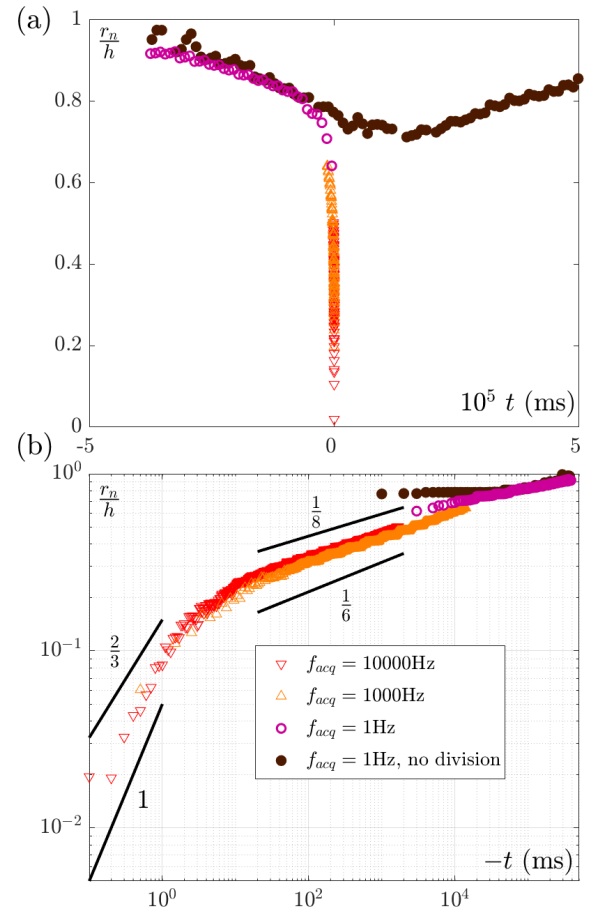 (a)
r_n/h
1
0.8
0.6
0.4
0.2
0
-5 0 5
10^5 t (ms)
(b)
r_n/h
10^0
10^-1
10^-2
1/8
1/6
2/3
1
f_acq = 10000Hz
f_acq = 1000Hz
f_acq = 1Hz
f_acq = 1Hz, no division
−t (ms)
10^0 10^2 10^4